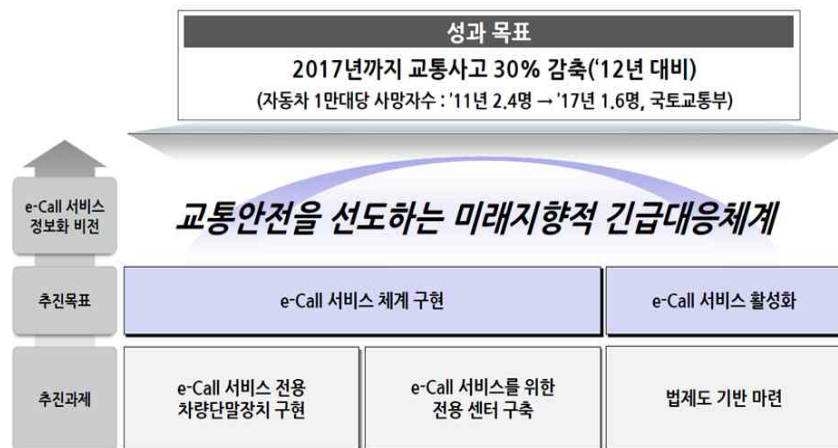 성과 목표
2017년까지 교통사고 30% 감축(‘12년 대비)
(자동차 1만대당 사망자수 : ’11년 2.4명 → ’17년 1.6명, 국토교통부)
e-Call 서비스
정보화 비전
교통안전을 선도하는 미래지향적 긴급대응체계
추진목표
e-Call 서비스 체계 구현
e-Call 서비스 활성화
추진과제
e-Call 서비스 전용
차량단말장치 구현
e-Call 서비스를 위한
전용 센터 구축
법제도 기반 마련